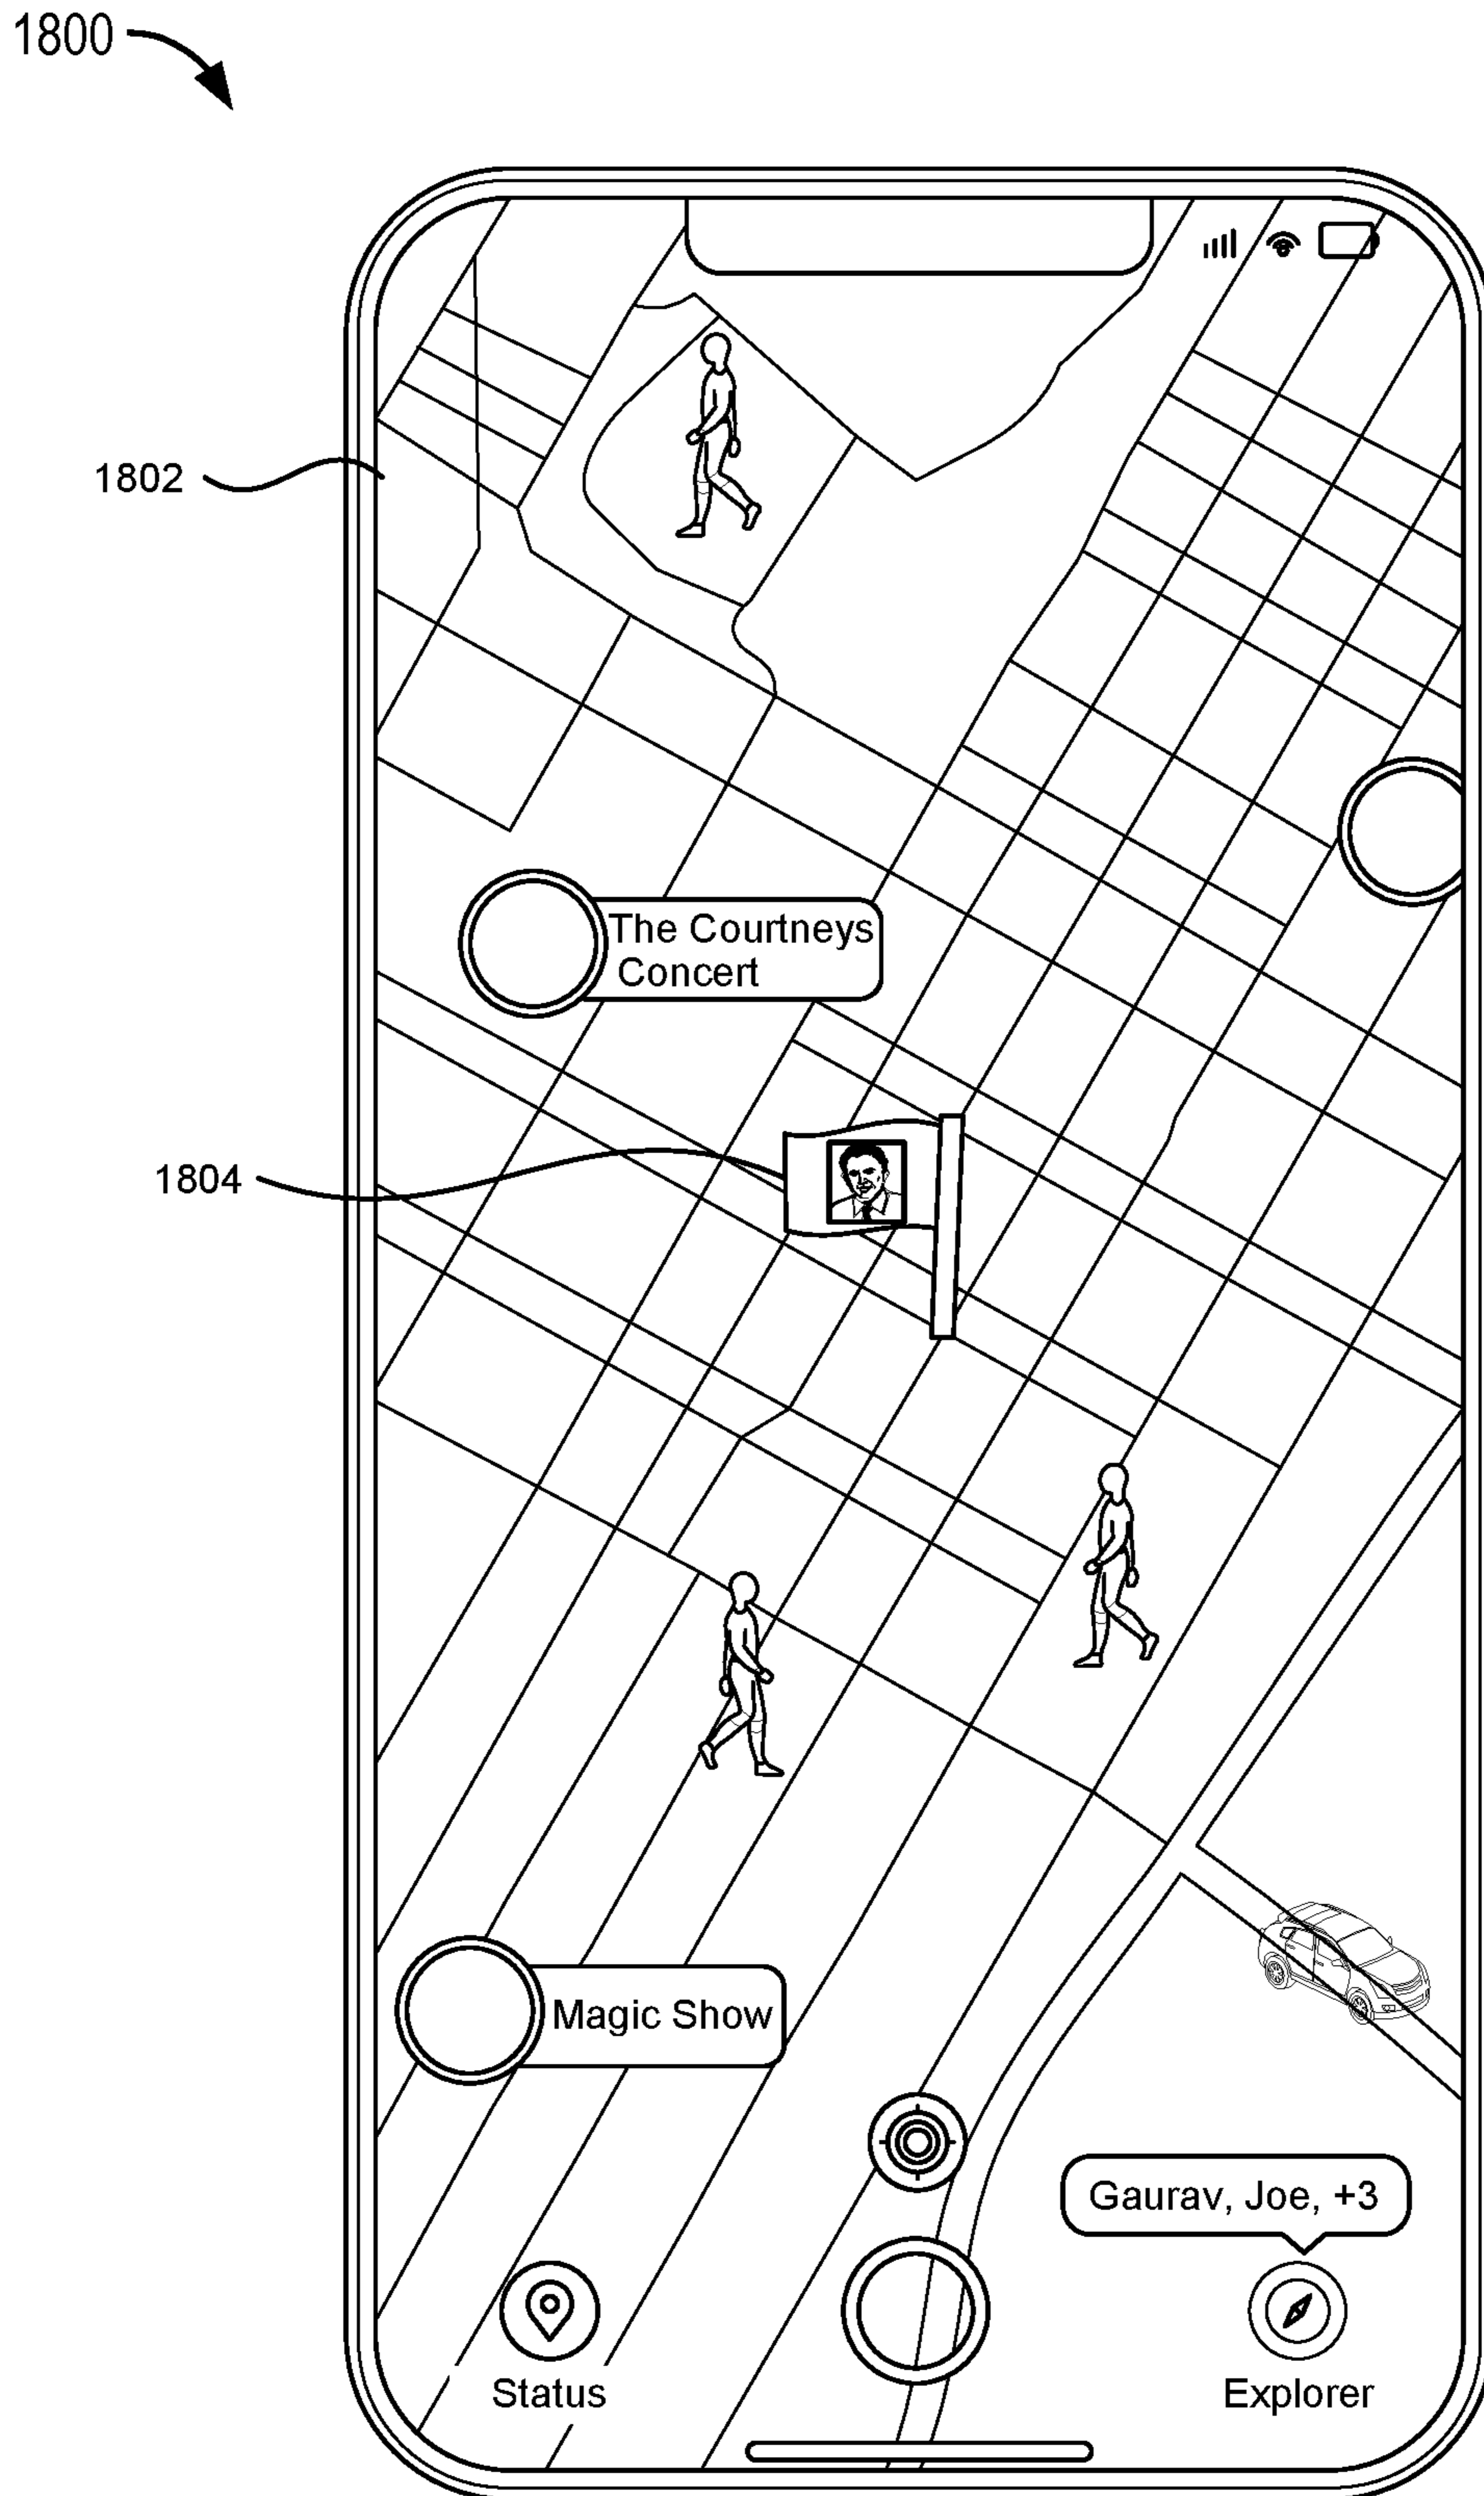 1800
1802
The Courtneys
Concert
1804
Magic Show
Gaurav, Joe, +3
Status
Explorer